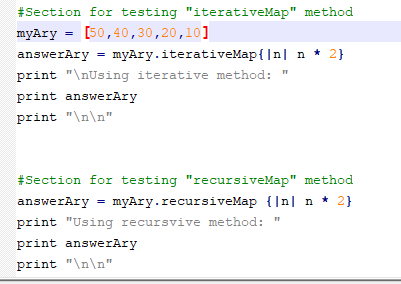 #Section for testing "iterativeMap" method
myAry = [50,40,30,20,10]
answerAry = myAry.iterativeMap{|n| n * 2}
print "\nUsing iterative method: "
print answerAry
print "\n\n"
#Section for testing "recursiveMap" method
answerAry = myAry.recursiveMap {|n| n * 2}
print "Using recursvive method: "
print answerAry
print "\n\n"